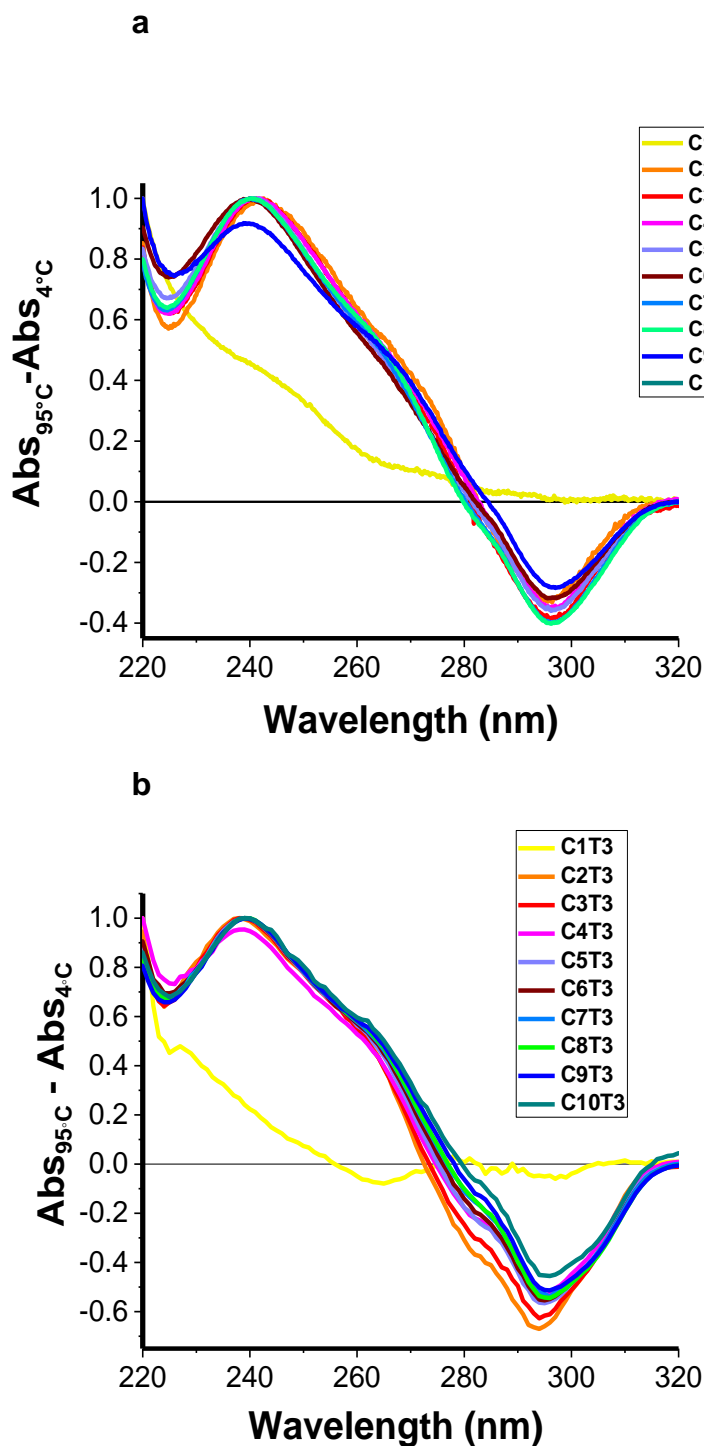 a
C
C
C
C
C
C
C
C
C
C
1.0
0.8
0.6
0.4
0.2
0.0
-0.2
-0.4
Abs95°C-Abs4°C
220
240
260
280
300
320
Wavelength (nm)
b
C1T3
C2T3
C3T3
C4T3
C5T3
C6T3
C7T3
C8T3
C9T3
C10T3
1.0
0.8
0.6
0.4
0.2
0.0
-0.2
-0.4
-0.6
Abs95°C - Abs4°C
220
240
260
280
300
320
Wavelength (nm)